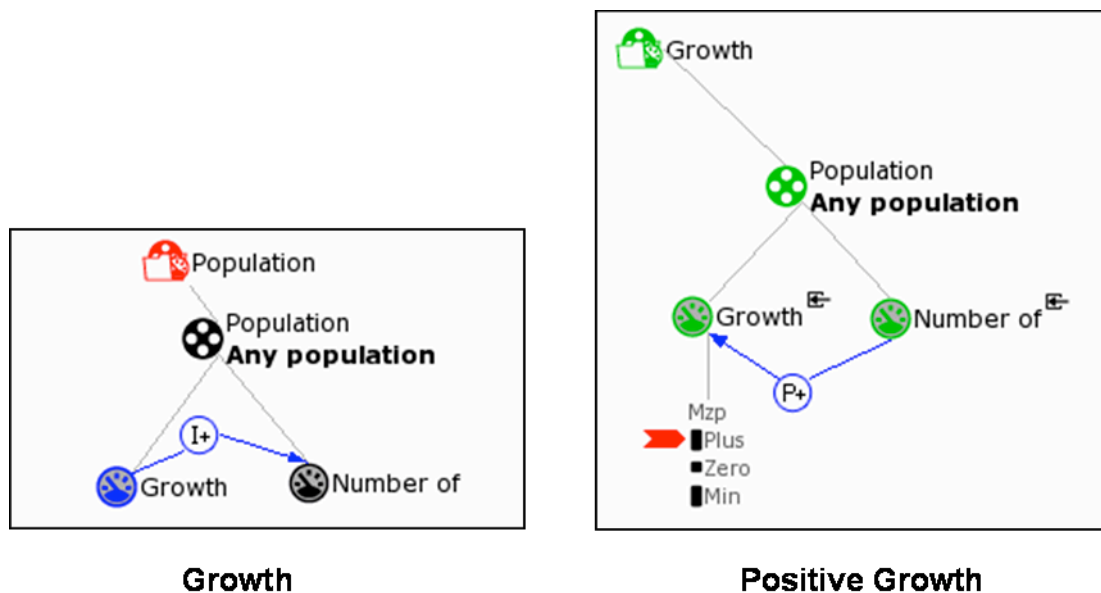 Population
Population
Any population
I+
Growth
Number of
Growth
Growth
Population
Any population
Growth
Number of
P+
Mzp
Plus
Zero
Min
Positive Growth